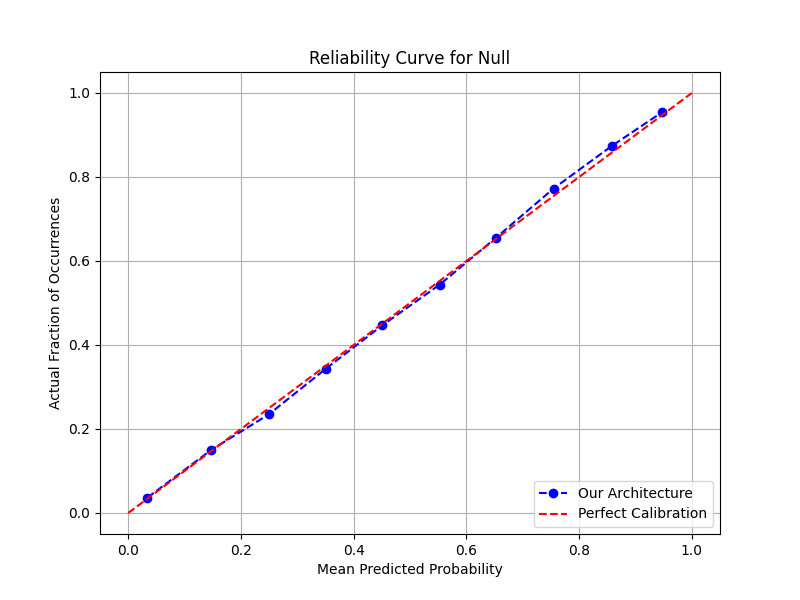 Reliability Curve for Null
1.0
0.8
0.6
0.4
0.2
0.0
Actual Fraction of Occurrences
Our Architecture
Perfect Calibration
0.0 0.2 0.4 0.6 0.8 1.0
Mean Predicted Probability